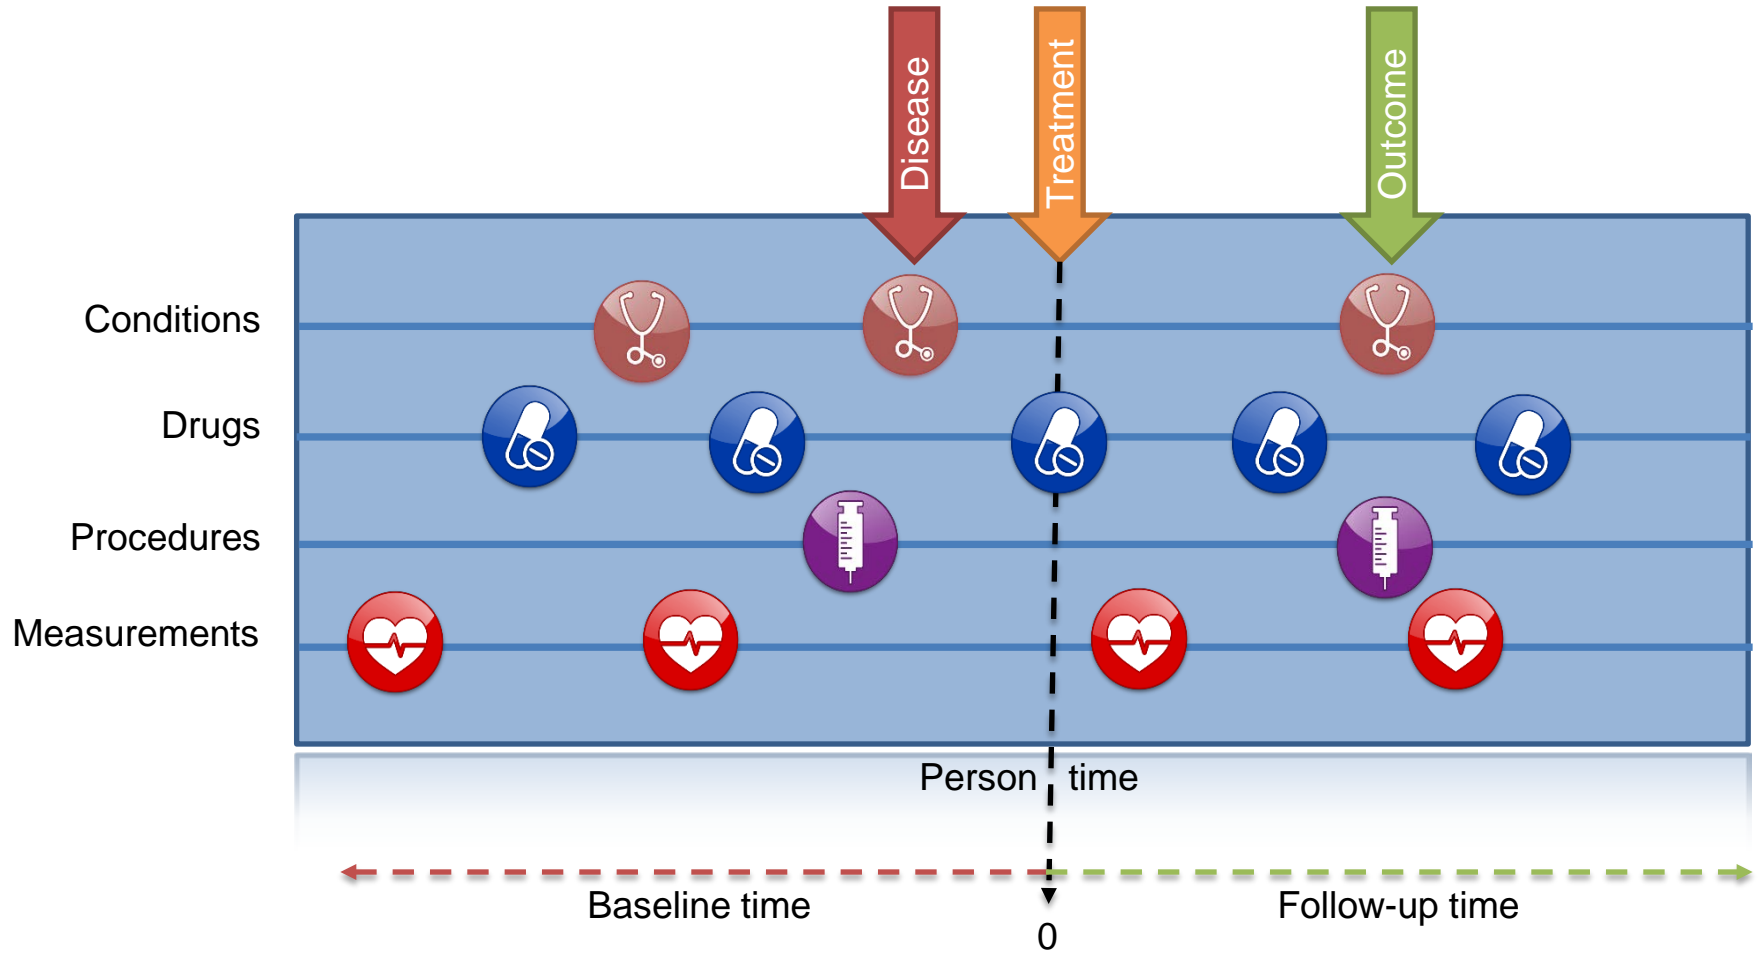 Disease
Treatment
Outcome
Conditions
Drugs
Procedures
Measurements
Person time
Baseline time
Follow-up time
0